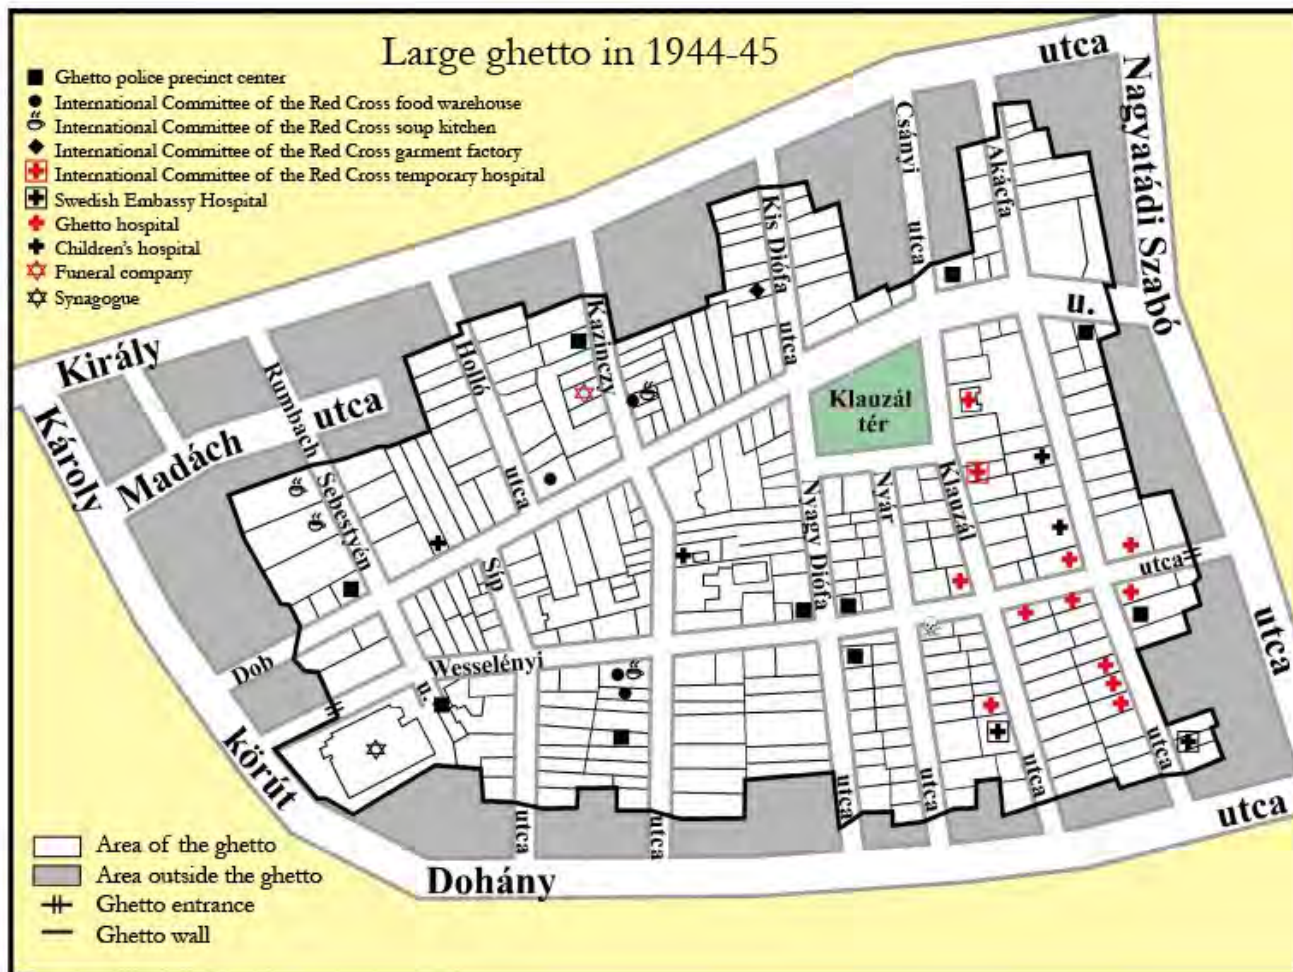 Large ghetto in 1944-45
Ghetto police precinct center
International Committee of the Red Cross food warehouse
International Committee of the Red Cross soup kitchen
International Committee of the Red Cross garment factory
International Committee of the Red Cross temporary hospital
Swedish Embassy Hospital
Ghetto hospital
Children's hospital
Funeral company
Synagogue
utca
Nagyatádi Szabó
utca
Csányi
utca
Akácfa
Kis Diófa
utca
u.
Király
Károly
körút
Madách
utca
Rumbach
Sebestyén
u.
Holló
utca
Kazinczy
Klauzál
tér
Nyagy Diófa
Nyár
Klauzál
Síp
Dob
Wesselényi
utca
utca
utca
utca
utca
utca
utca
Dohány
utca
Area of the ghetto
Area outside the ghetto
Ghetto entrance
Ghetto wall